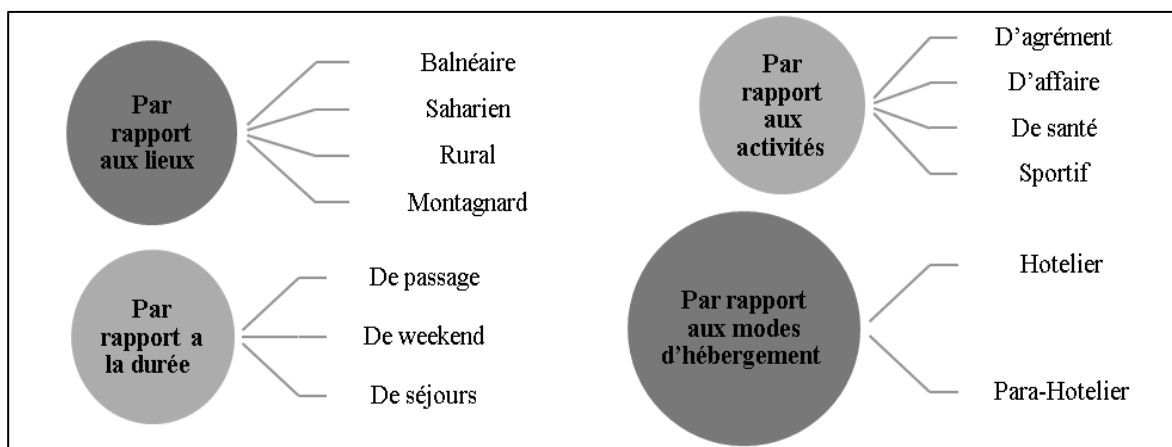 Par
rapport
aux lieux
Balnéaire
Saharien
Rural
Montagnard
Par
rapport
aux
activités
D’agrément
D’affaire
De santé
Sportif
Par
rapport a
la durée
De passage
De weekend
De séjours
Par rapport
aux modes
d’hébergement
Hotelier
Para-Hotelier